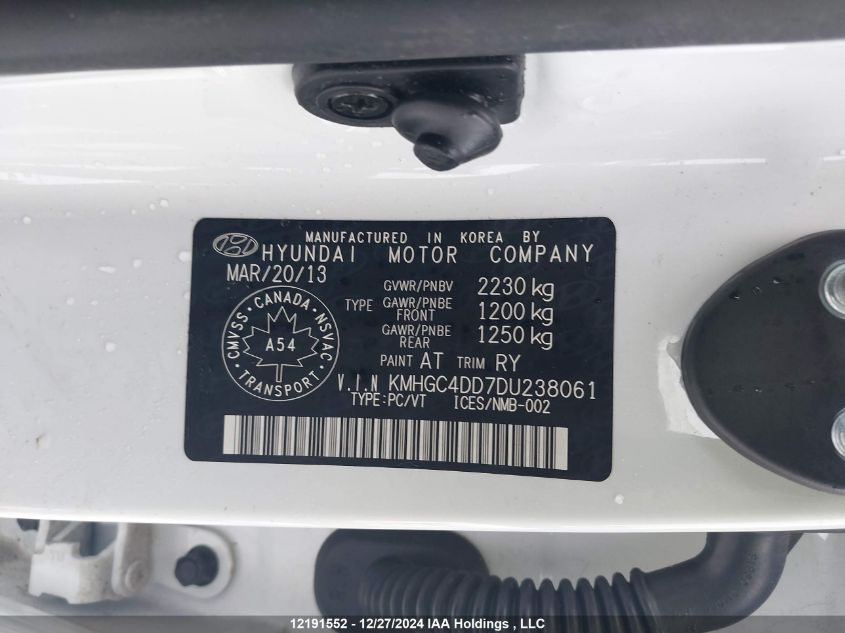 MANUFACTURED IN KOREA BY
HYUNDAI MOTOR COMPANY
MAR/20/13
GVWR/PNBV 2230 kg
TYPE GAWR/PNBE FRONT 1200 kg
GAWR/PNBE REAR 1250 kg
CMVSS • CANADA • NSVAC • TRANSPORT
A54
PAINT AT TRIM RY
V.I.N KMHGC4DD7DU238061
TYPE:PC/VT ICES/NMB-002
12191552 - 12/27/2024 IAA Holdings , LLC